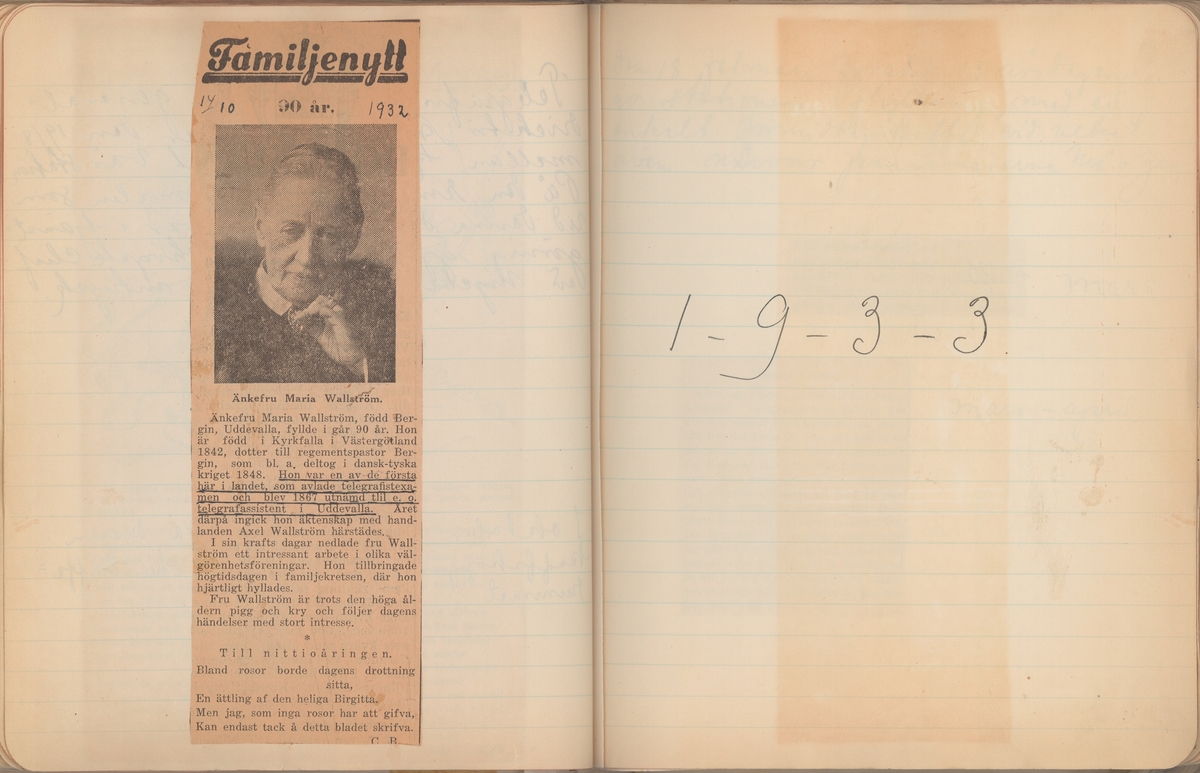 Familjenytt
14/10 90 år. 1932
Änkefru Maria Wallström.
Änkefru Maria Wallström, född Ber-
gin, Uddevalla, fyllde i går 90 år. Hon
är född i Kyrkfalla i Västergötland
1842, dotter till regementspastor Ber-
gin, som bl. a. deltog i dansk-tyska
kriget 1848. Hon var en av de första
här i landet, som avlade telegrafistexa-
men och blev 1867 utnämd tlil e. o.
telegrafassistent i Uddevalla. Året
därpå ingick hon äktenskap med hand-
landen Axel Wallström härstädes.
I sin krafts dagar nedlade fru Wall-
ström ett intressant arbete i olika väl-
görenhetsföreningar. Hon tillbringade
högtidsdagen i familjekretsen, där hon
hjärtligt hyllades.
Fru Wallström är trots den höga ål-
dern pigg och kry och följer dagens
händelser med stort intresse.
*
Till nittioåringen.
Bland rosor borde dagens drottning
sitta,
En ättling af den heliga Birgitta.
Men jag, som inga rosor har att gifva,
Kan endast tack å detta bladet skrifva.
C. B.
1-9-3-3.